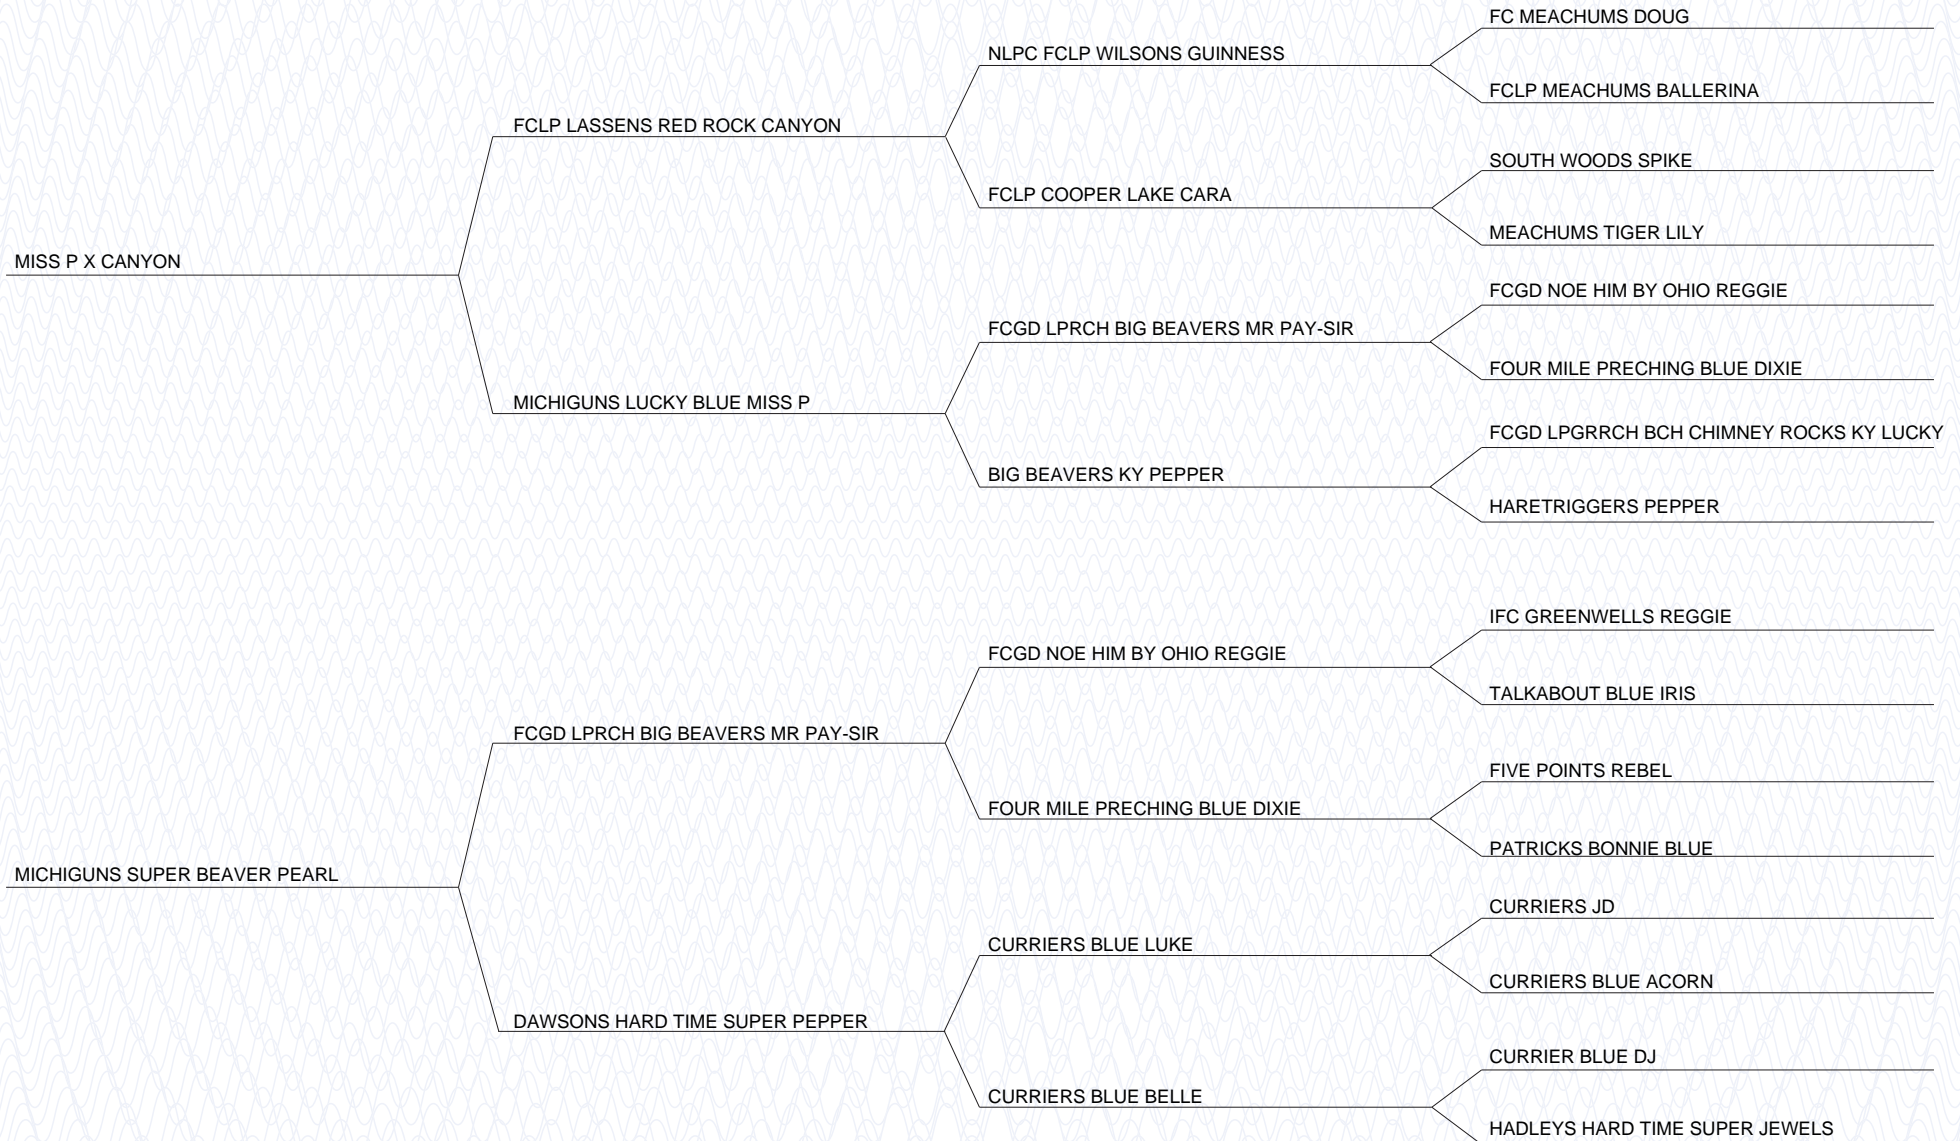 FC MEACHUMS DOUG
NLPC FCLP WILSONS GUINNESS
FCLP MEACHUMS BALLERINA
FCLP LASSENS RED ROCK CANYON
SOUTH WOODS SPIKE
FCLP COOPER LAKE CARA
MEACHUMS TIGER LILY
MISS P X CANYON
FCGD NOE HIM BY OHIO REGGIE
FCGD LPRCH BIG BEAVERS MR PAY-SIR
FOUR MILE PRECHING BLUE DIXIE
MICHIGUNS LUCKY BLUE MISS P
FCGD LPGRRCH BCH CHIMNEY ROCKS KY LUCKY
BIG BEAVERS KY PEPPER
HARETRIGGERS PEPPER
IFC GREENWELLS REGGIE
FCGD NOE HIM BY OHIO REGGIE
TALKABOUT BLUE IRIS
FCGD LPRCH BIG BEAVERS MR PAY-SIR
FIVE POINTS REBEL
FOUR MILE PRECHING BLUE DIXIE
PATRICKS BONNIE BLUE
MICHIGUNS SUPER BEAVER PEARL
CURRIERS JD
CURRIERS BLUE LUKE
CURRIERS BLUE ACORN
DAWSONS HARD TIME SUPER PEPPER
CURRIER BLUE DJ
CURRIERS BLUE BELLE
HADLEYS HARD TIME SUPER JEWELS